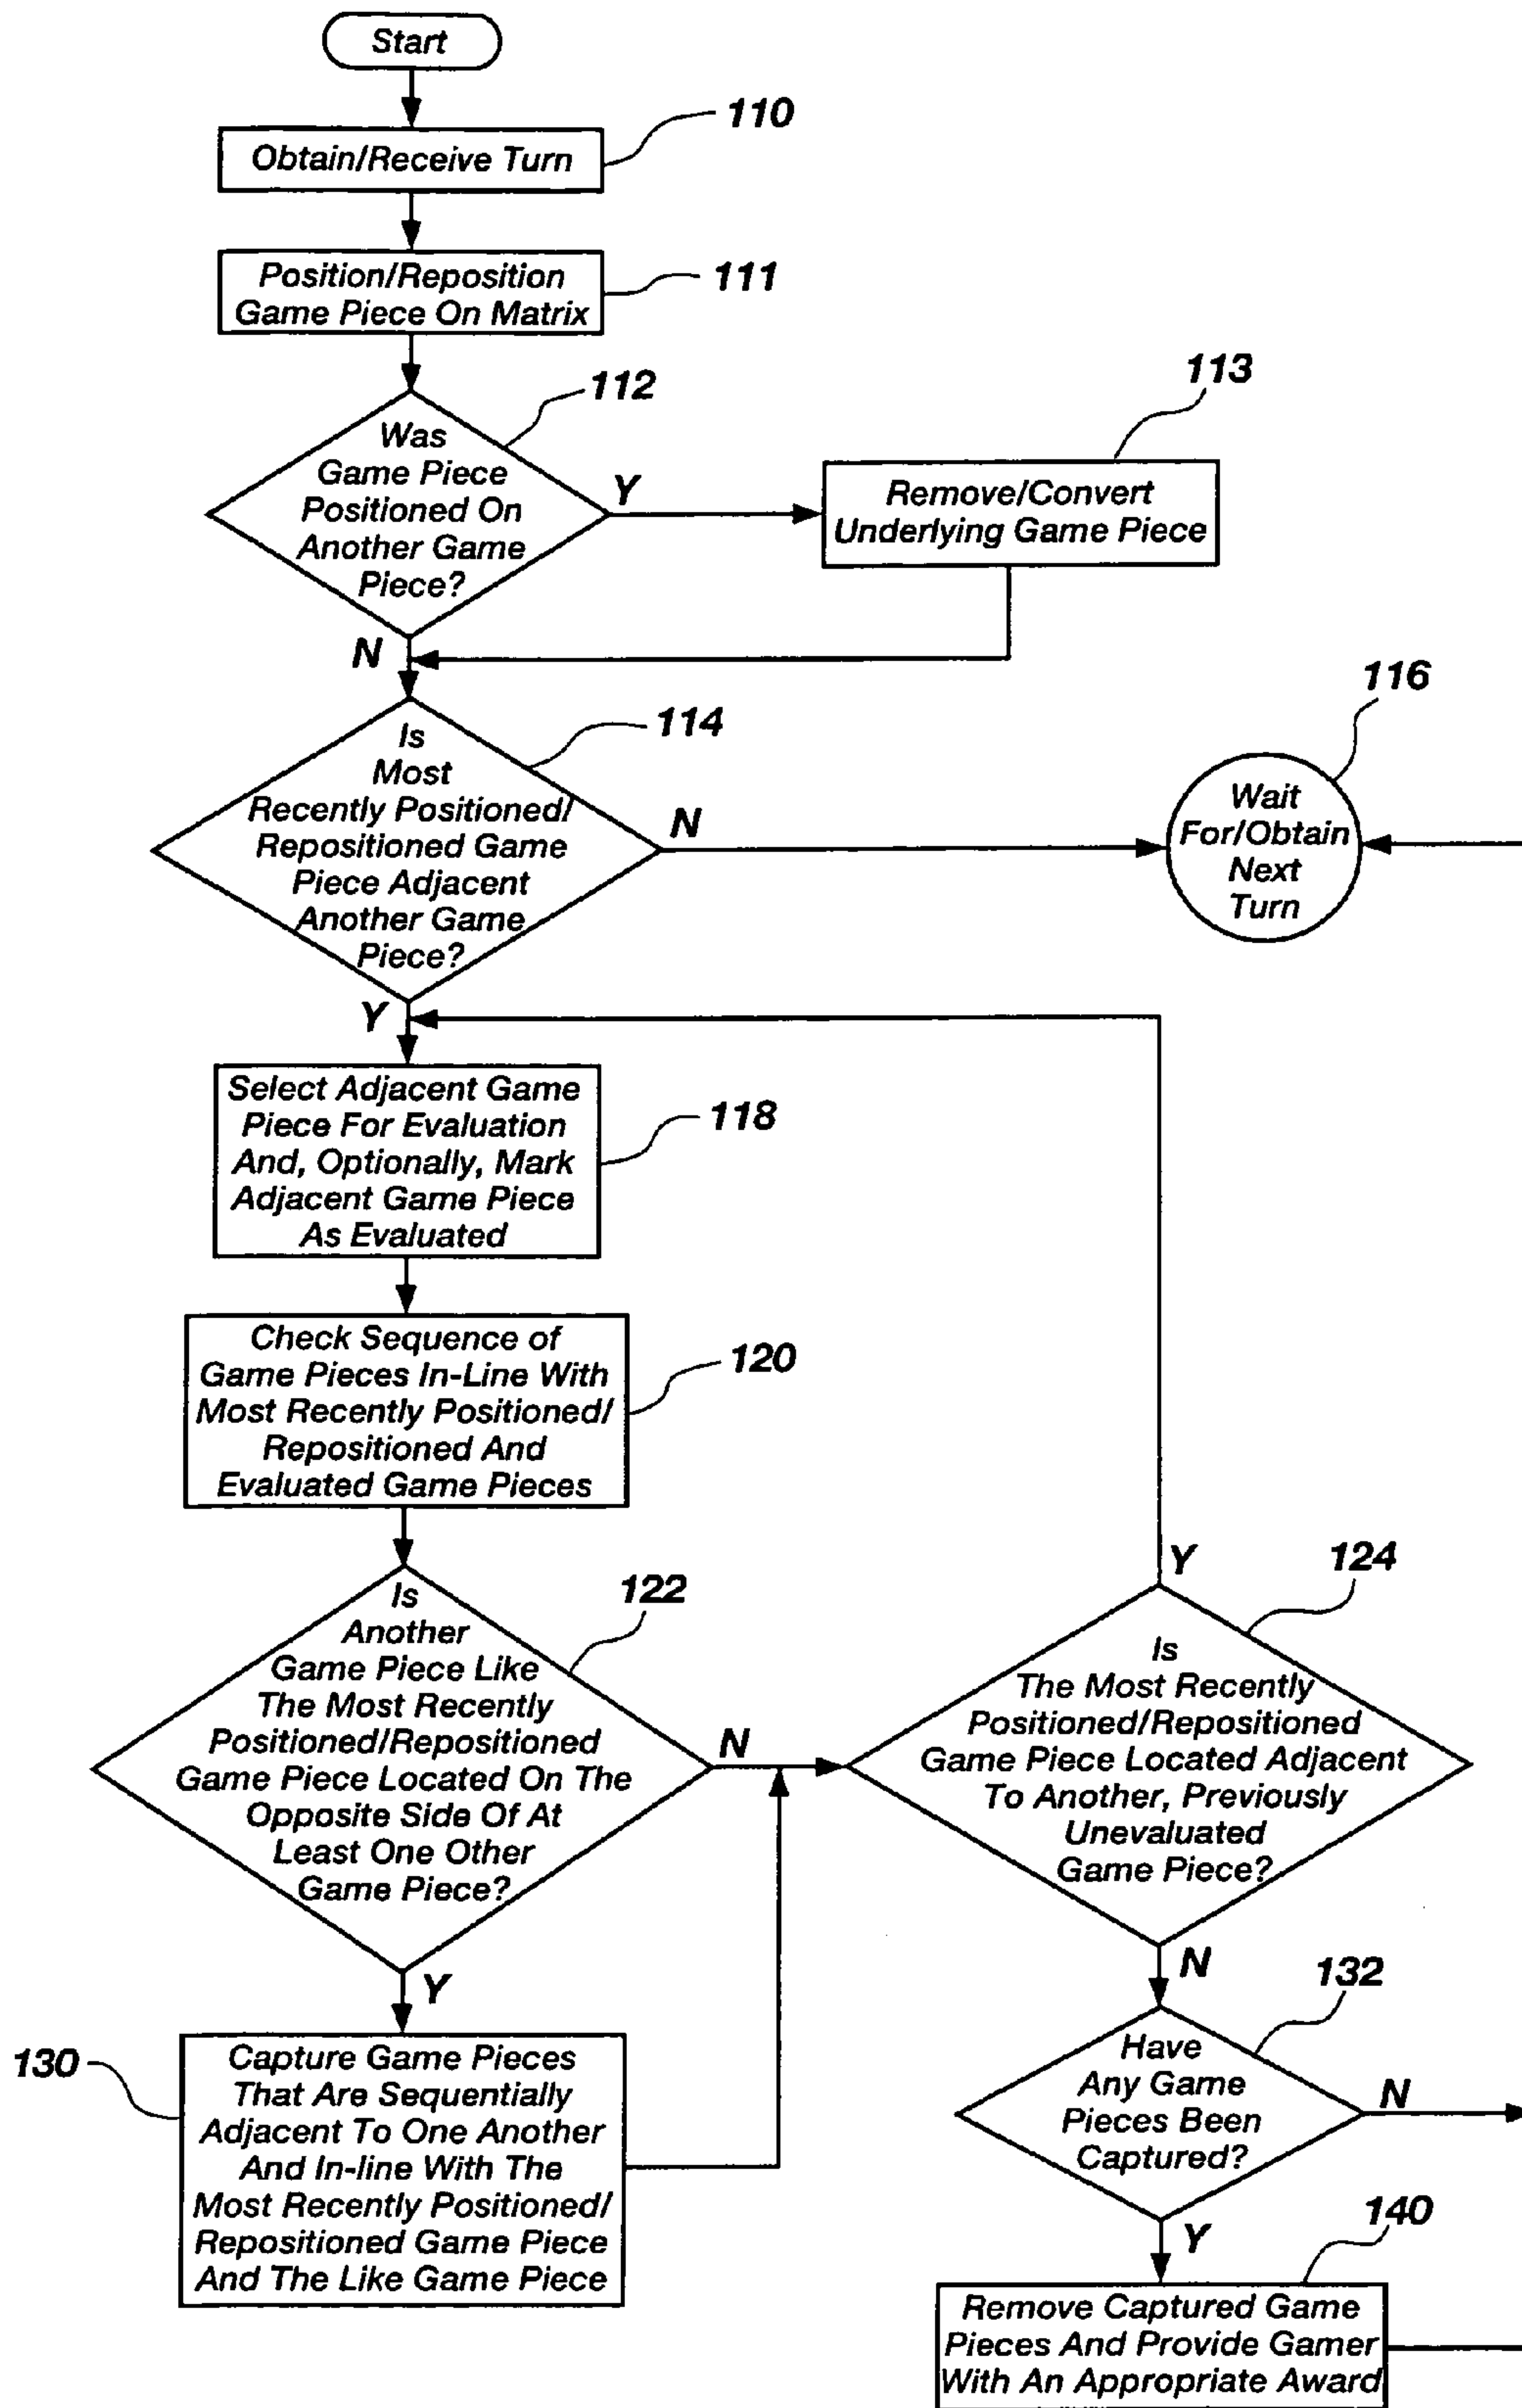 Start
110
Obtain/Receive Turn
Position/Reposition
Game Piece On Matrix
111
112
Was
Game Piece
Positioned On
Another Game
Piece?
Y
N
113
Remove/Convert
Underlying Game Piece
114
Is
Most
Recently Positioned/
Repositioned Game
Piece Adjacent
Another Game
Piece?
N
Y
116
Wait
For/Obtain
Next
Turn
Select Adjacent Game
Piece For Evaluation
And, Optionally, Mark
Adjacent Game Piece
As Evaluated
118
Check Sequence of
Game Pieces In-Line With
Most Recently Positioned/
Repositioned And
Evaluated Game Pieces
120
122
Is
Another
Game Piece Like
The Most Recently
Positioned/Repositioned
Game Piece Located On The
Opposite Side Of At
Least One Other
Game Piece?
N
Y
124
Y
Is
The Most Recently
Positioned/Repositioned
Game Piece Located Adjacent
To Another, Previously
Unevaluated
Game Piece?
N
130
Capture Game Pieces
That Are Sequentially
Adjacent To One Another
And In-line With The
Most Recently Positioned/
Repositioned Game Piece
And The Like Game Piece
132
Have
Any Game
Pieces Been
Captured?
N
Y
140
Remove Captured Game
Pieces And Provide Gamer
With An Appropriate Award